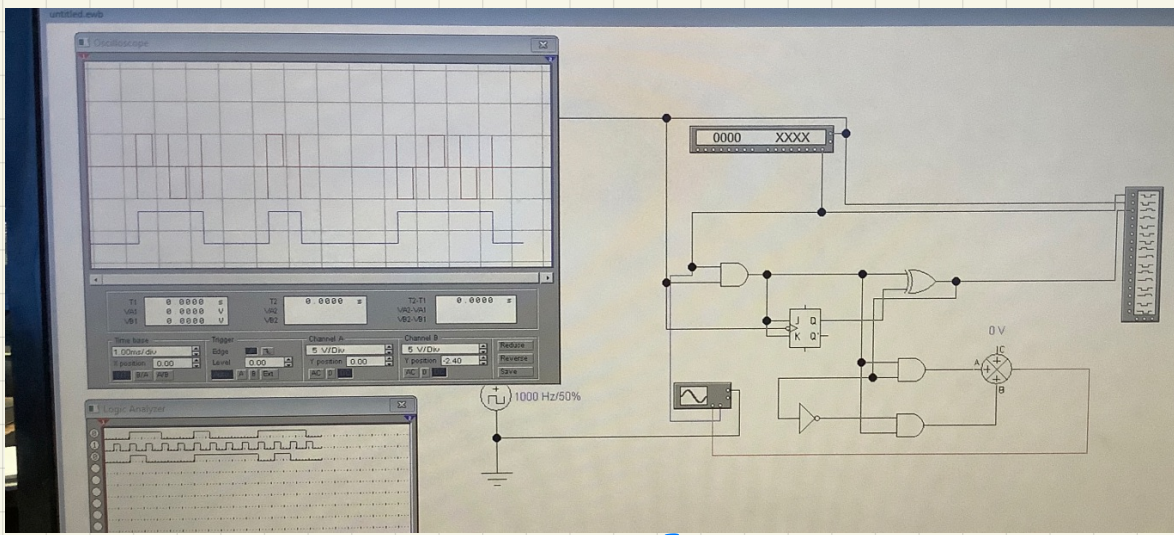 untitled.ewb
Oscilloscope
0000 XXXX
T1 0.0000 s T2 0.0000 s T2-T1 0.0000 s
VA1 0.0000 V VA2 VA2-VA1
VB1 0.0000 V VB2 VB2-VB1
Time base Trigger Channel A Channel B
1.00ms/div Edge 5 V/Div 5 V/Div Reduce
X position 0.00 Level 0.00 Y position 0.00 Y position -2.40 Reverse
B/A A/B A B Ext AC 0 AC 0 Save
J Q
K Q'
0 V
C
A
B
1000 Hz/50%
Logic Analyzer